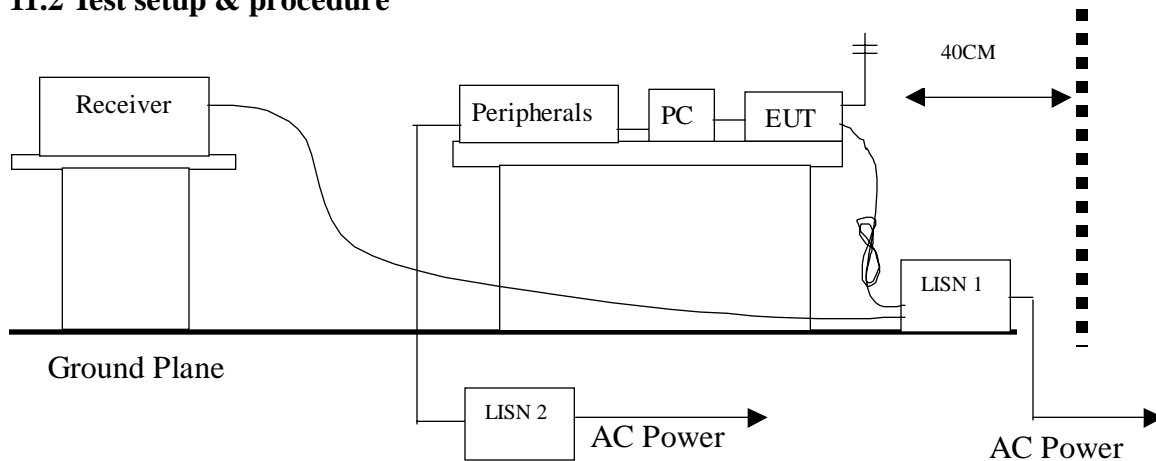 11.2 Test setup & procedure
40CM
Receiver
Peripherals
PC
EUT
LISN 1
Ground Plane
LISN 2
AC Power
AC Power